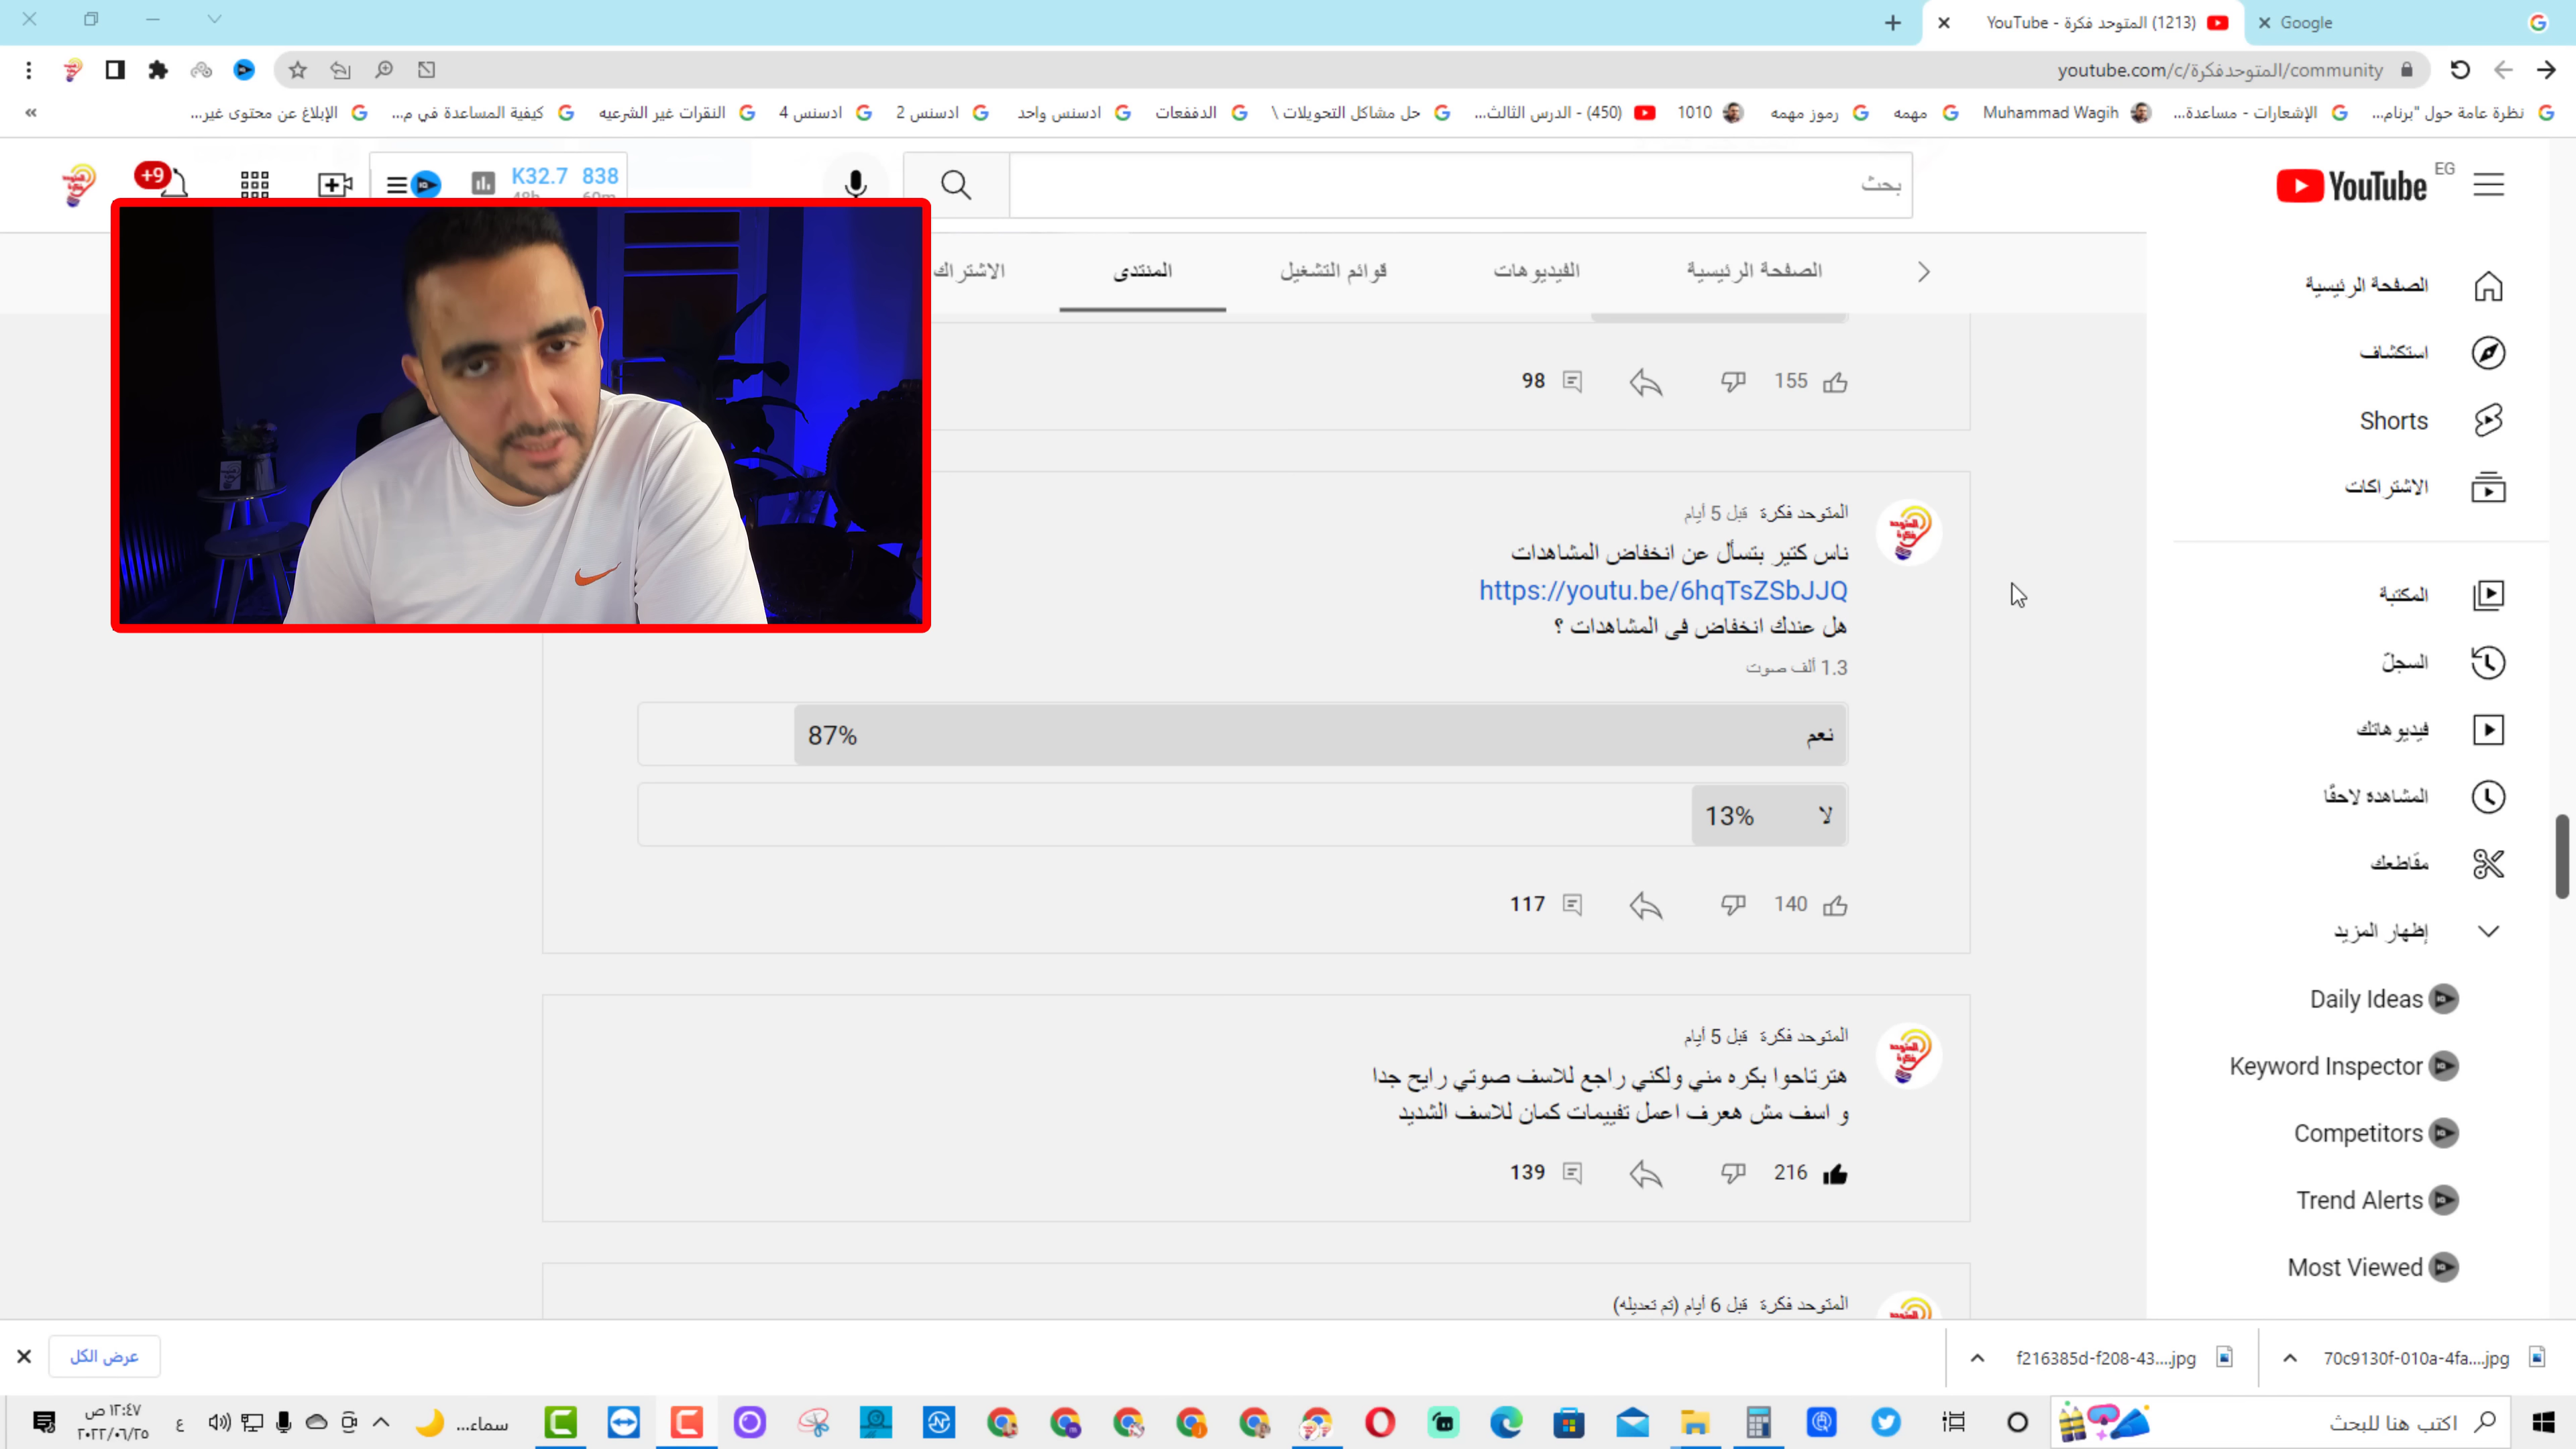 Google
(1213) المتوحد فكرة - YouTube
youtube.com/c/المتوحدفكرة/community
نظرة عامة حول "برنام...
الإشعارات - مساعدة...
Muhammad Wagih
مهمه
رموز مهمه
1010
(450) - الدرس الثالث...
حل مشاكل التحويلات \
الدفعات
ادسنس واحد
ادسنس 2
ادسنس 4
النقرات غير الشرعيه
كيفية المساعدة في م...
الإبلاغ عن محتوى غير...
YouTube EG
بحث
K32.7 838
48h 60m
+9
الصفحة الرئيسية
الفيديوهات
قوائم التشغيل
المنتدى
الاشتراك
الصفحة الرئيسية
استكشاف
Shorts
الاشتراكات
المكتبة
السجلّ
فيديوهاتك
المشاهدة لاحقًا
مقاطعك
إظهار المزيد
Daily Ideas
Keyword Inspector
Competitors
Trend Alerts
Most Viewed
155
98
المتوحد فكرة قبل 5 أيام
ناس كتير بتسأل عن انخفاض المشاهدات
https://youtu.be/6hqTsZSbJJQ
هل عندك انخفاض فى المشاهدات ؟
1.3 ألف صوت
نعم 87%
لا 13%
140
117
المتوحد فكرة قبل 5 أيام
هترتاحوا بكره مني ولكني راجع للاسف صوتي رايح جدا
و اسف مش هعرف اعمل تقييمات كمان للاسف الشديد
216
139
المتوحد فكرة قبل 6 أيام (تم تعديله)
70c9130f-010a-4fa....jpg
f216385d-f208-43....jpg
عرض الكل
اكتب هنا للبحث
سماء...
ع
١٢:٤٧ ص
٢٠٢٢/٠٦/٢٥